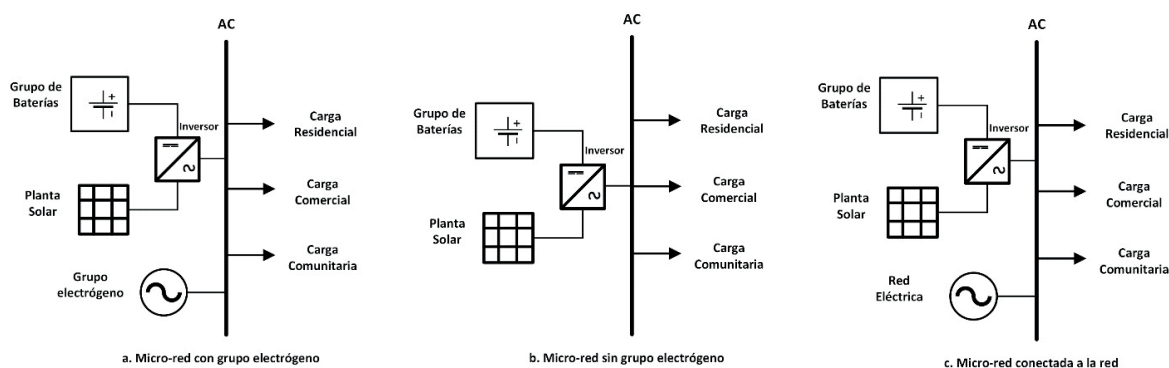 AC
Grupo de
Baterías
+
-
Inversor
Planta
Solar
Grupo
electrógeno
Carga
Residencial
Carga
Comercial
Carga
Comunitaria
a. Micro-red con grupo electrógeno
AC
Grupo de
Baterías
+
-
Inversor
Planta
Solar
Carga
Residencial
Carga
Comercial
Carga
Comunitaria
b. Micro-red sin grupo electrógeno
AC
Grupo de
Baterías
+
-
Inversor
Planta
Solar
Red
Eléctrica
Carga
Residencial
Carga
Comercial
Carga
Comunitaria
c. Micro-red conectada a la red